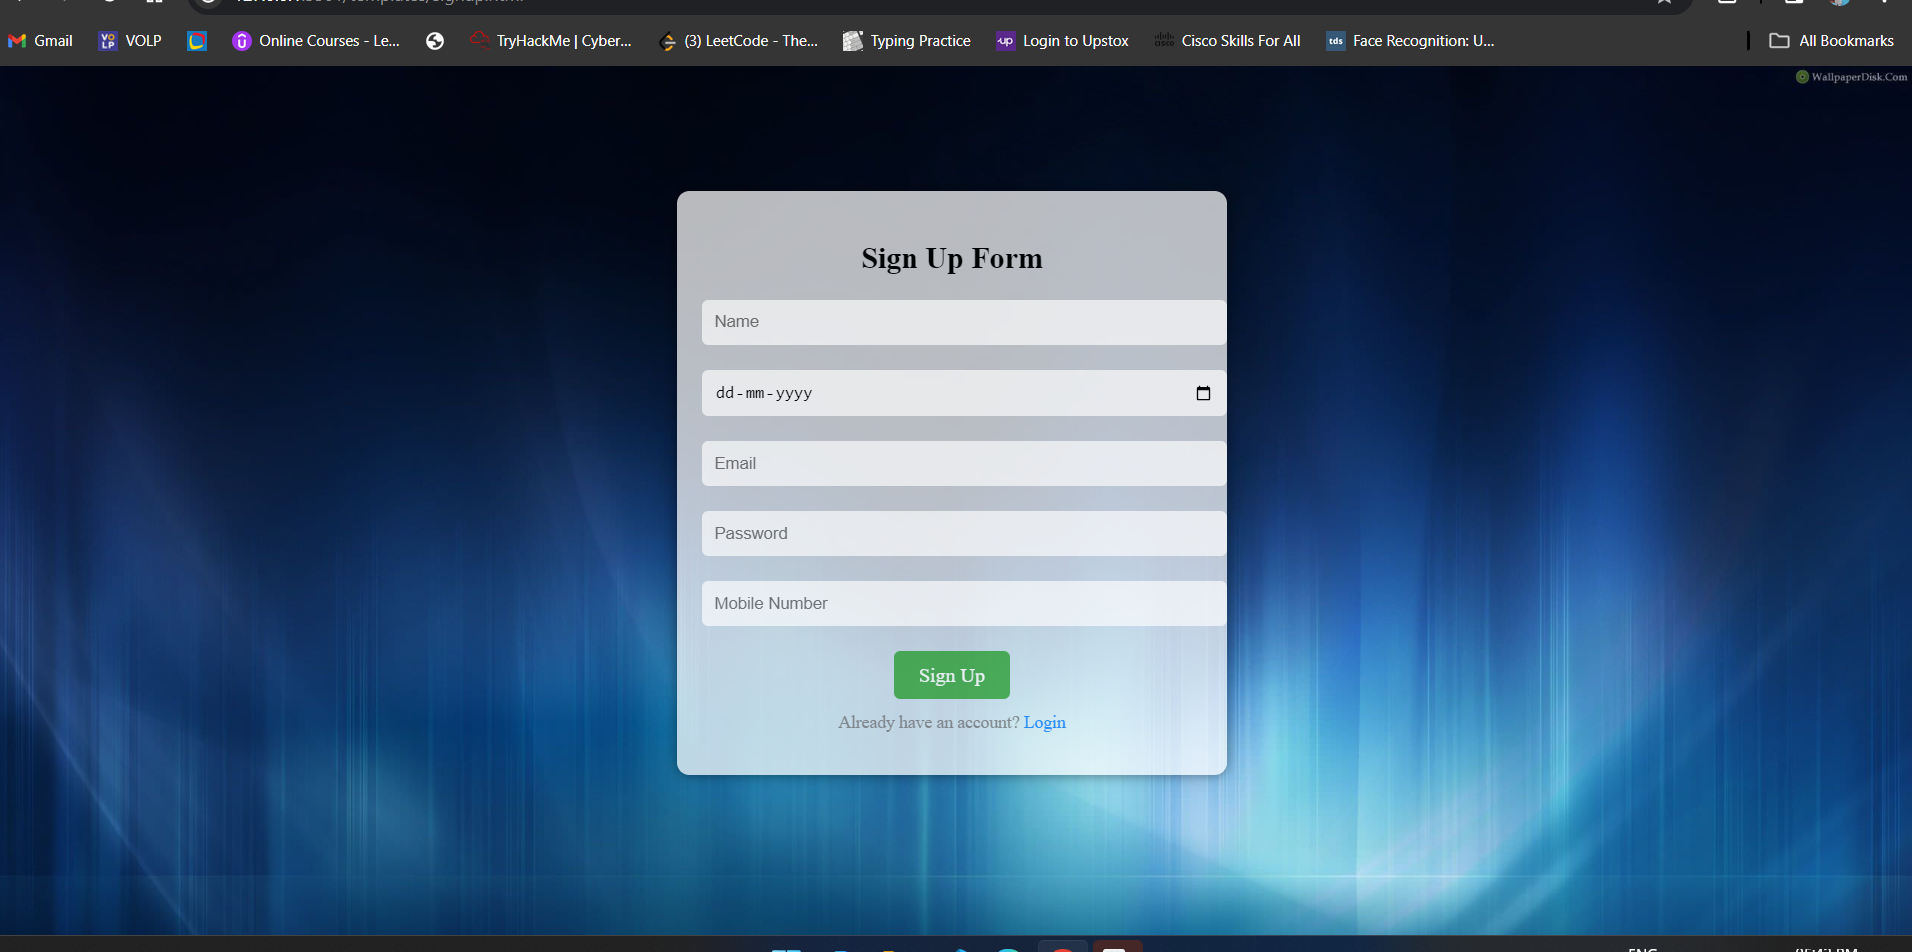 Gmail VOLP Online Courses - Le... TryHackMe | Cyber... (3) LeetCode - The... Typing Practice Login to Upstox Cisco Skills For All Face Recognition: U... All Bookmarks
WallpaperDisk.Com
Sign Up Form
Name
dd-mm-yyyy
Email
Password
Mobile Number
Sign Up
Already have an account? Login